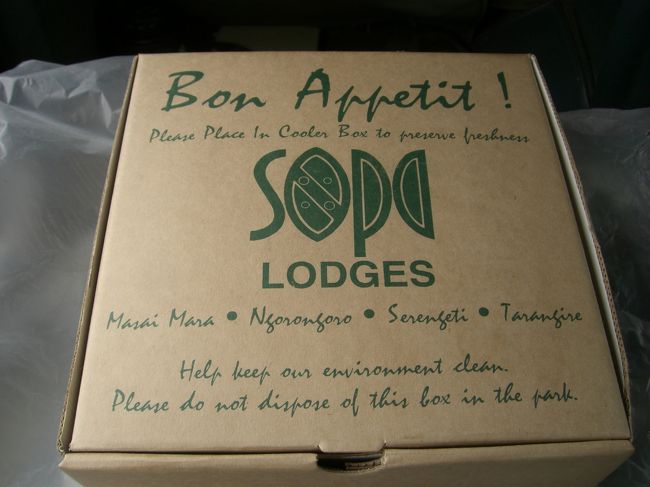 Bon Appetit !
Please Place In Cooler Box to preserve freshness
Sopa
LODGES
Masai Mara • Ngorongoro • Serengeti • Tarangire
Help keep our environment clean.
Please do not dispose of this box in the park.